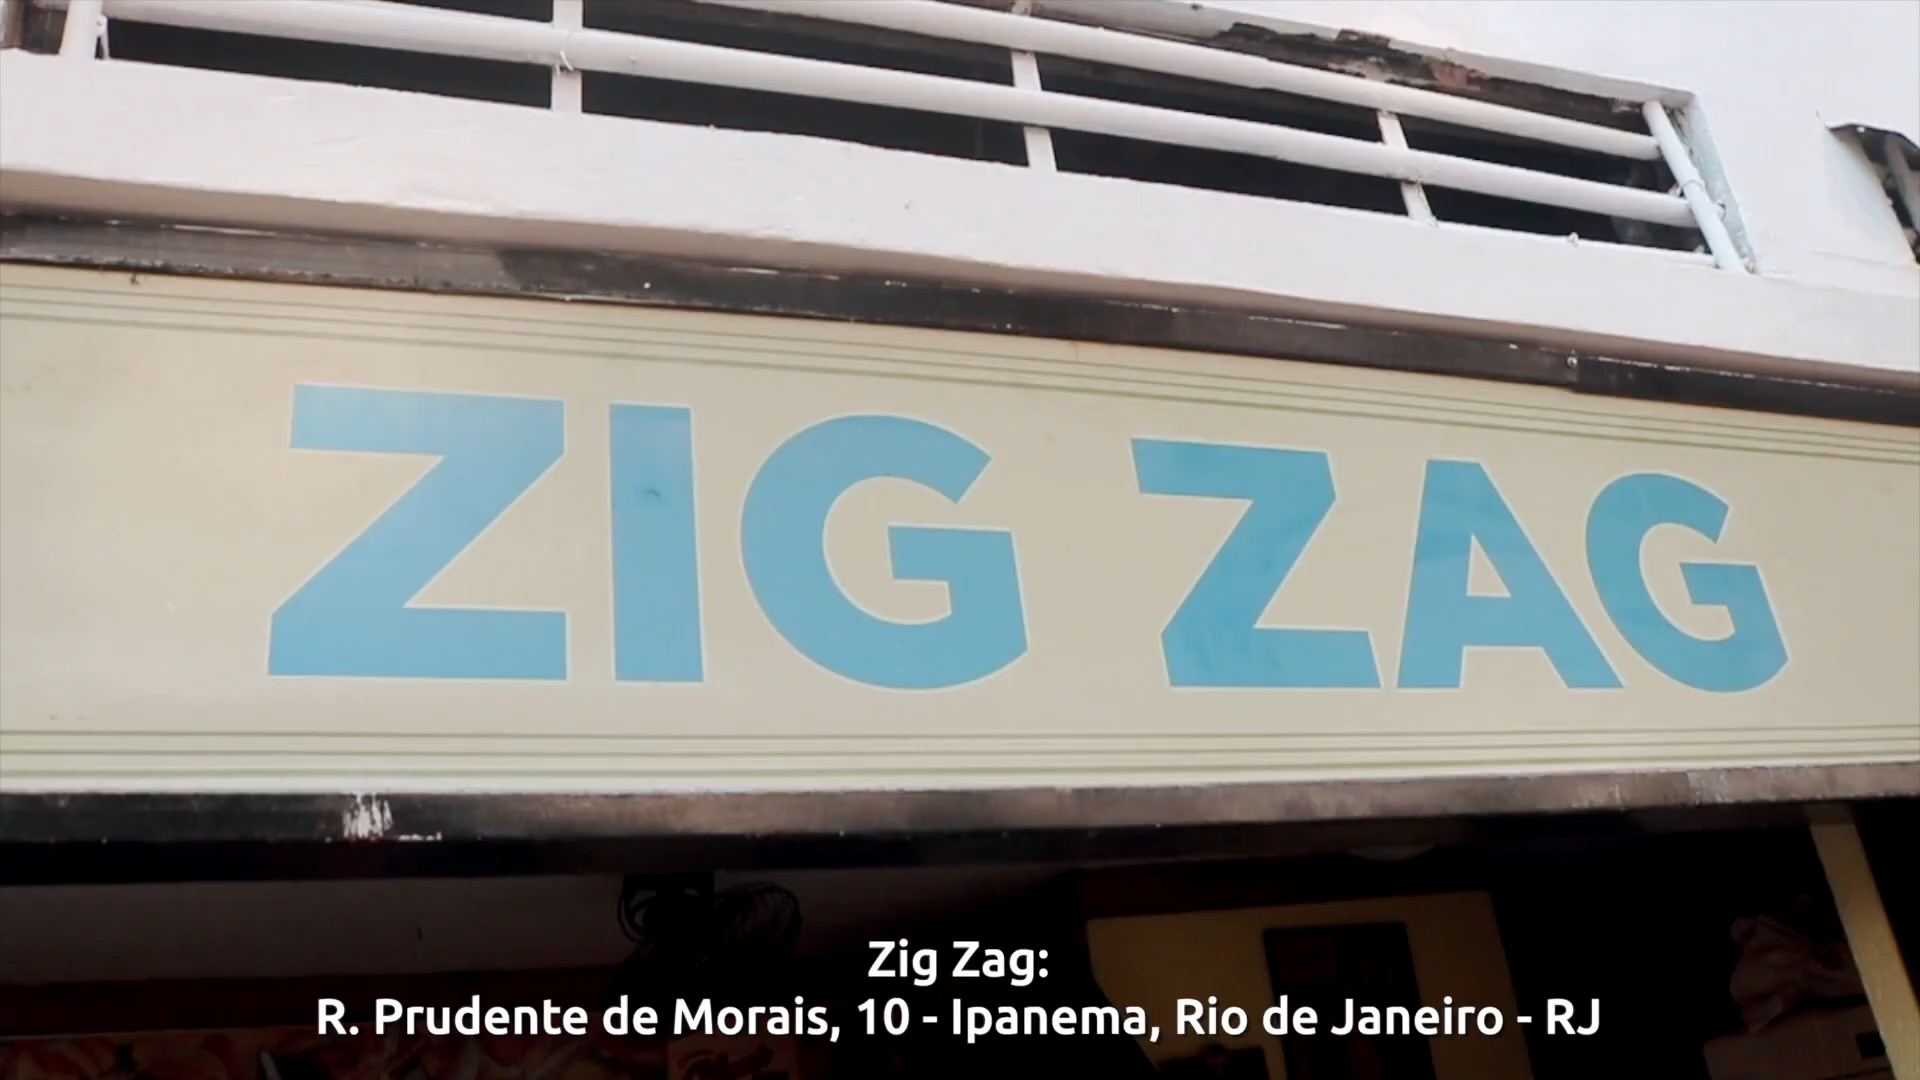 ZIG ZAG
Zig Zag:
R. Prudente de Morais, 10 - Ipanema, Rio de Janeiro - RJ